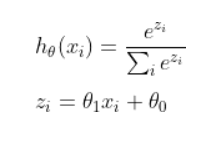 h_θ(x_i) = e^{z_i} / ∑_i e^{z_i}
z_i = θ_1 x_i + θ_0